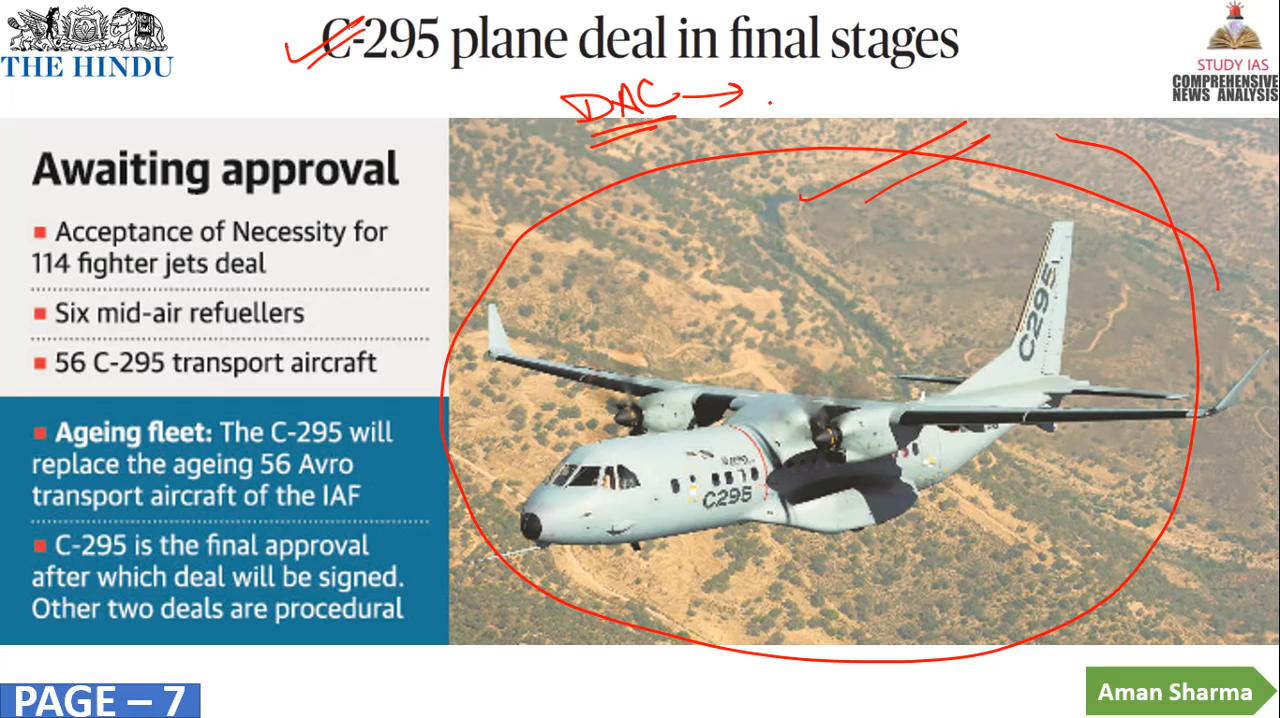 C-295 plane deal in final stages
THE HINDU
STUDY IAS
COMPREHENSIVE
NEWS ANALYSIS
DAC →
Awaiting approval
Acceptance of Necessity for
114 fighter jets deal
Six mid-air refuellers
56 C-295 transport aircraft
Ageing fleet: The C-295 will
replace the ageing 56 Avro
transport aircraft of the IAF
C-295 is the final approval
after which deal will be signed.
Other two deals are procedural
C295
C295
PAGE – 7
Aman Sharma